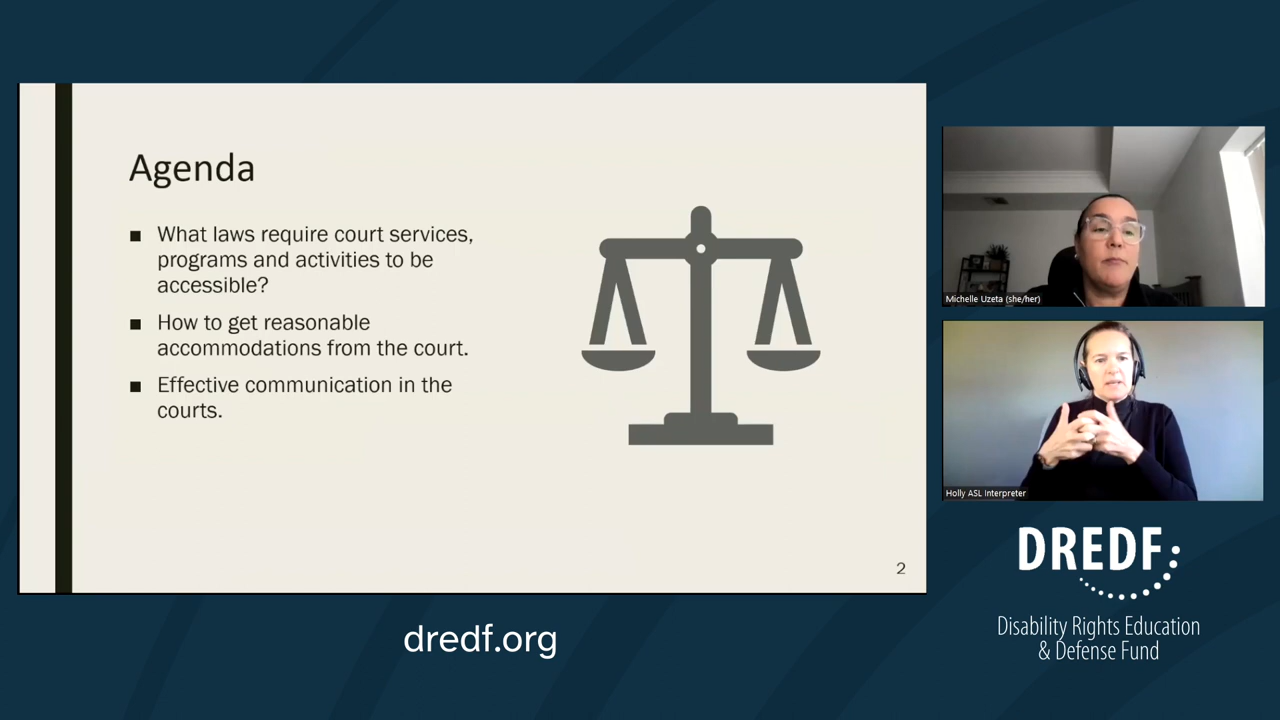 Agenda
■ What laws require court services,
programs and activities to be
accessible?
■ How to get reasonable
accommodations from the court.
■ Effective communication in the
courts.
2
Michelle Uzeta (she/her)
Holly ASL Interpreter
DREDF
Disability Rights Education
& Defense Fund
dredf.org